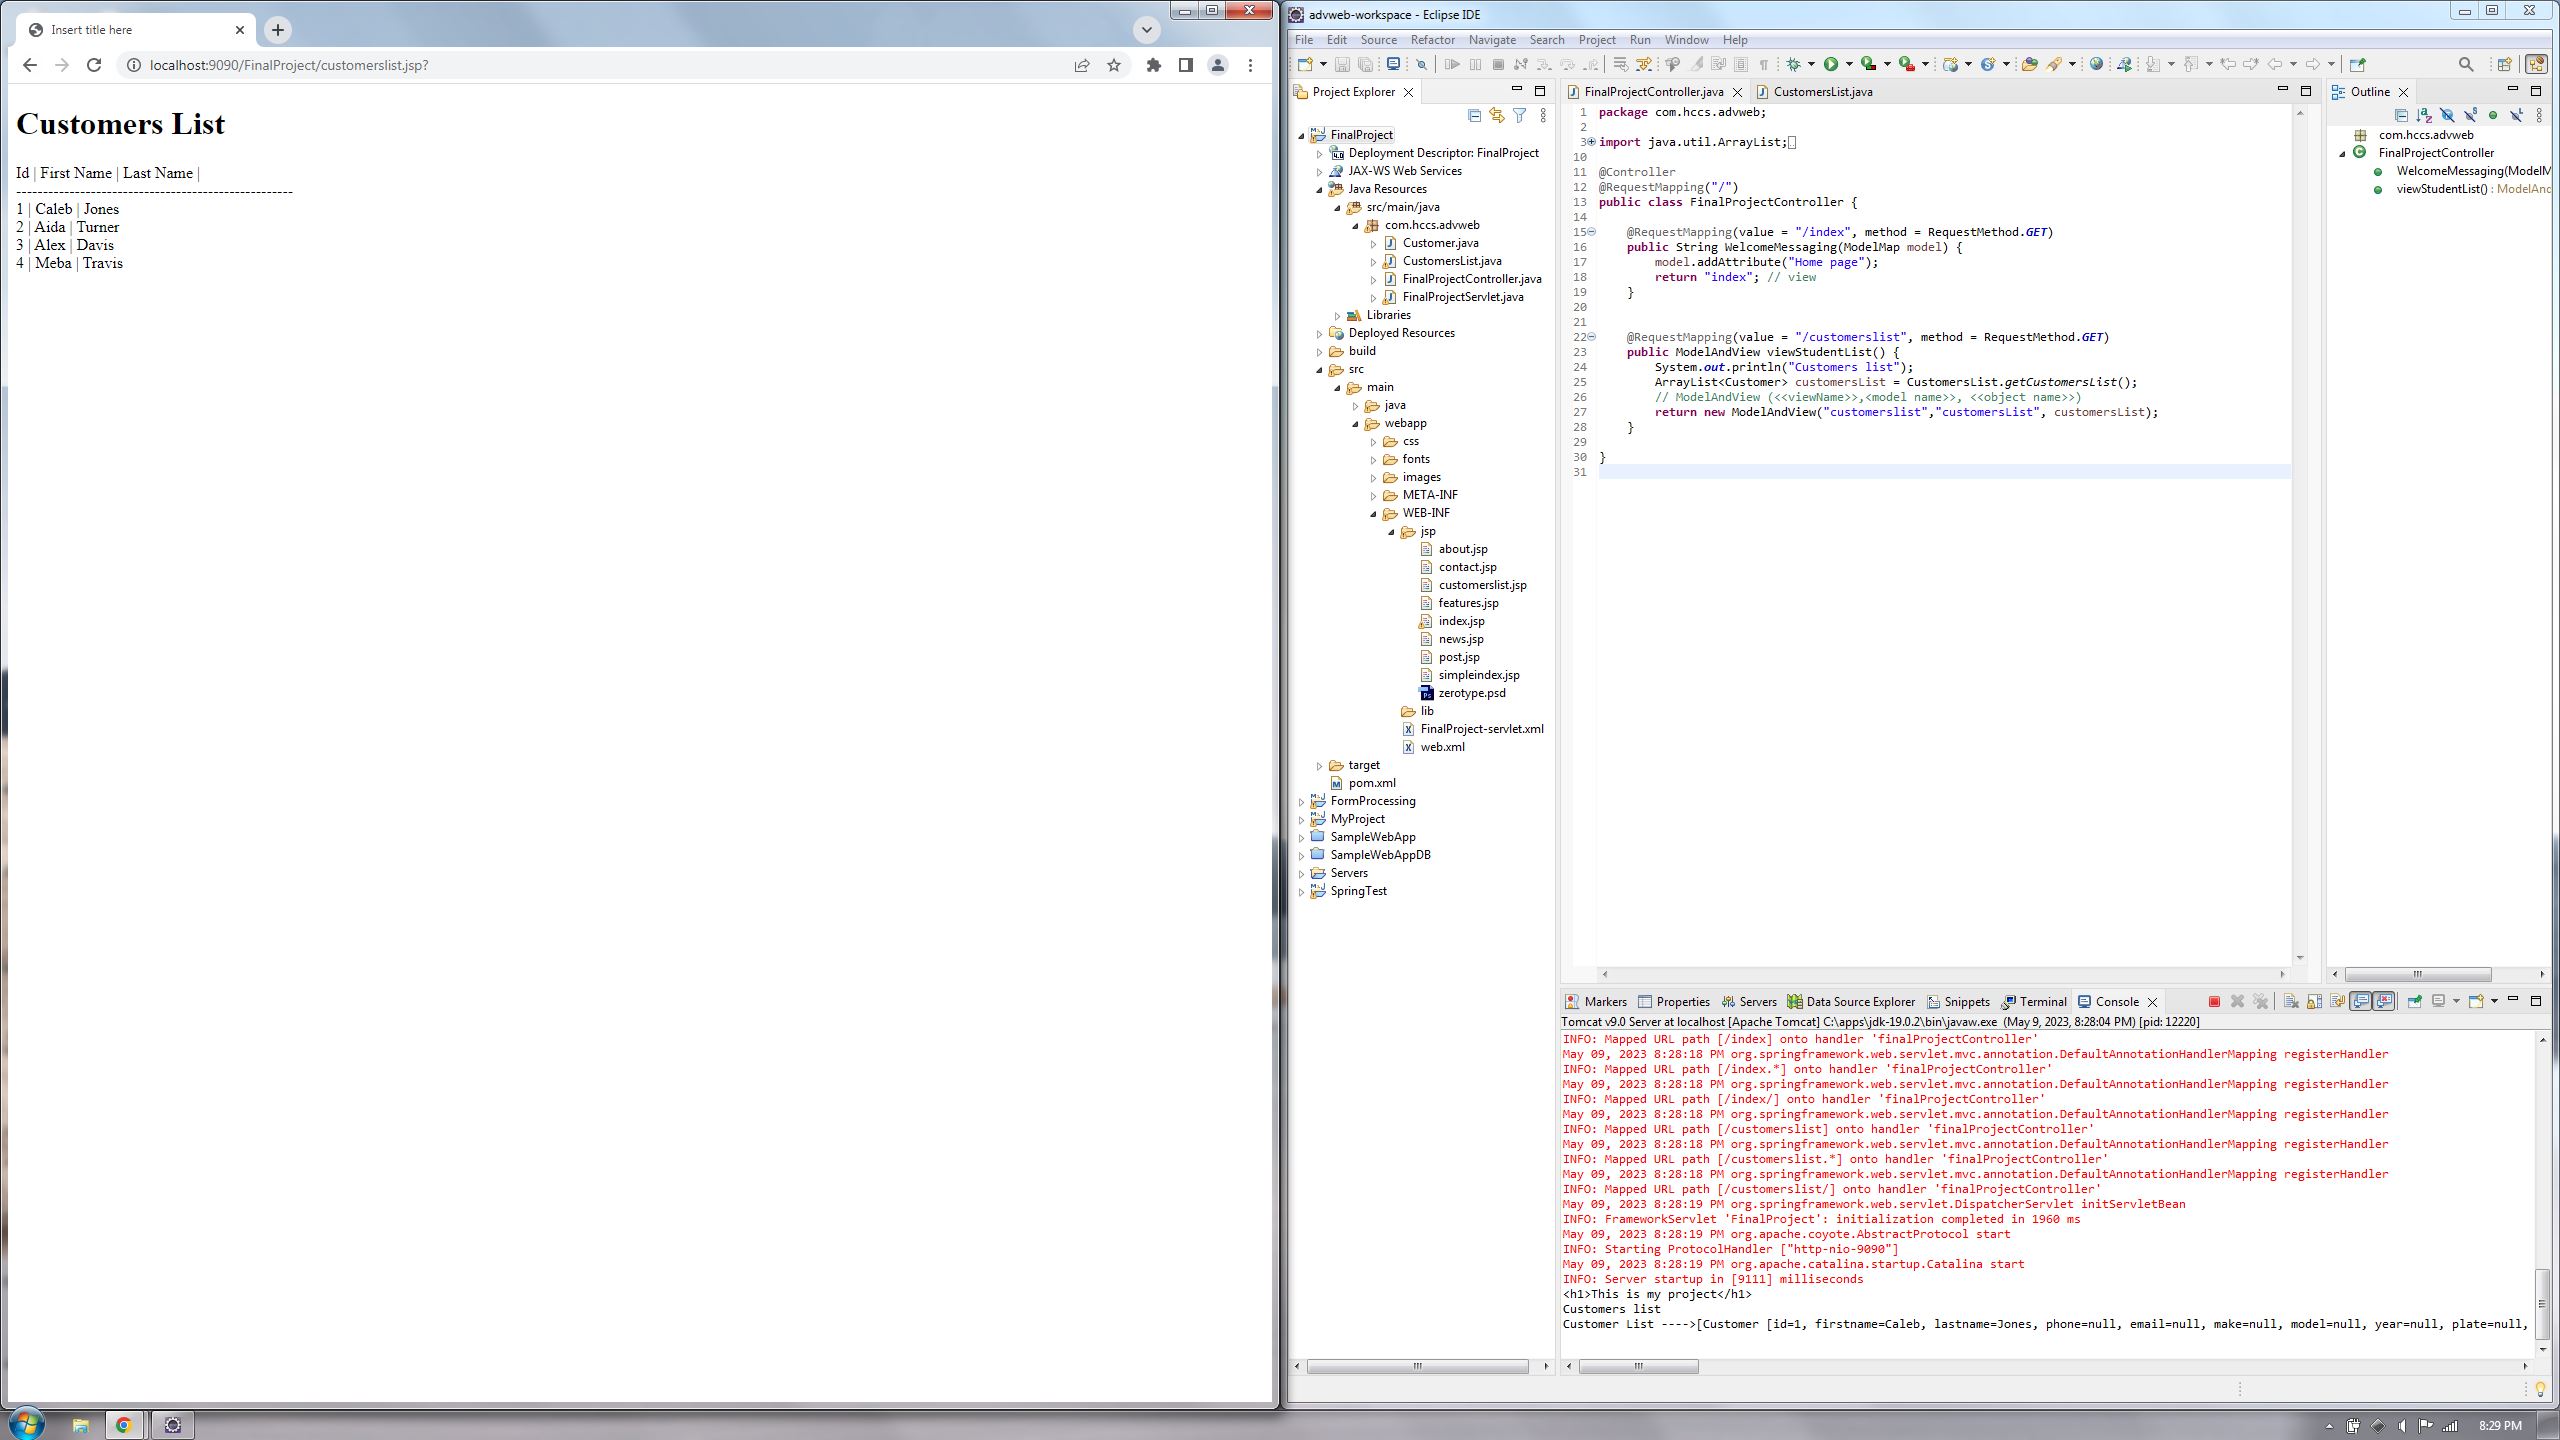 Insert title here
localhost:9090/FinalProject/customerslist.jsp?
Customers List
Id | First Name | Last Name |
----------------------------------------------------
1 | Caleb | Jones
2 | Aida | Turner
3 | Alex | Davis
4 | Meba | Travis
advweb-workspace - Eclipse IDE
File Edit Source Refactor Navigate Search Project Run Window Help
Project Explorer
FinalProject
Deployment Descriptor: FinalProject
JAX-WS Web Services
Java Resources
src/main/java
com.hccs.advweb
Customer.java
CustomersList.java
FinalProjectController.java
FinalProjectServlet.java
Libraries
Deployed Resources
build
src
main
java
webapp
css
fonts
images
META-INF
WEB-INF
jsp
about.jsp
contact.jsp
customerslist.jsp
features.jsp
index.jsp
news.jsp
post.jsp
simpleindex.jsp
zerotype.psd
lib
FinalProject-servlet.xml
web.xml
target
pom.xml
FormProcessing
MyProject
SampleWebApp
SampleWebAppDB
Servers
SpringTest
FinalProjectController.java CustomersList.java
1 package com.hccs.advweb;
2
3 import java.util.ArrayList;
10
11 @Controller
12 @RequestMapping("/")
13 public class FinalProjectController {
14
15 @RequestMapping(value = "/index", method = RequestMethod.GET)
16 public String WelcomeMessaging(ModelMap model) {
17 model.addAttribute("Home page");
18 return "index"; // view
19 }
20
21
22 @RequestMapping(value = "/customerslist", method = RequestMethod.GET)
23 public ModelAndView viewStudentList() {
24 System.out.println("Customers list");
25 ArrayList<Customer> customersList = CustomersList.getCustomersList();
26 // ModelAndView (<<viewName>>,<model name>>, <<object name>>)
27 return new ModelAndView("customerslist","customersList", customersList);
28 }
29
30 }
31
Outline
com.hccs.advweb
FinalProjectController
WelcomeMessaging(ModelM
viewStudentList() : ModelAnd
Markers Properties Servers Data Source Explorer Snippets Terminal Console
Tomcat v9.0 Server at localhost [Apache Tomcat] C:\apps\jdk-19.0.2\bin\javaw.exe (May 9, 2023, 8:28:04 PM) [pid: 12220]
INFO: Mapped URL path [/index] onto handler 'finalProjectController'
May 09, 2023 8:28:18 PM org.springframework.web.servlet.mvc.annotation.DefaultAnnotationHandlerMapping registerHandler
INFO: Mapped URL path [/index.*] onto handler 'finalProjectController'
May 09, 2023 8:28:18 PM org.springframework.web.servlet.mvc.annotation.DefaultAnnotationHandlerMapping registerHandler
INFO: Mapped URL path [/index/] onto handler 'finalProjectController'
May 09, 2023 8:28:18 PM org.springframework.web.servlet.mvc.annotation.DefaultAnnotationHandlerMapping registerHandler
INFO: Mapped URL path [/customerslist] onto handler 'finalProjectController'
May 09, 2023 8:28:18 PM org.springframework.web.servlet.mvc.annotation.DefaultAnnotationHandlerMapping registerHandler
INFO: Mapped URL path [/customerslist.*] onto handler 'finalProjectController'
May 09, 2023 8:28:18 PM org.springframework.web.servlet.mvc.annotation.DefaultAnnotationHandlerMapping registerHandler
INFO: Mapped URL path [/customerslist/] onto handler 'finalProjectController'
May 09, 2023 8:28:19 PM org.springframework.web.servlet.DispatcherServlet initServletBean
INFO: FrameworkServlet 'FinalProject': initialization completed in 1960 ms
May 09, 2023 8:28:19 PM org.apache.coyote.AbstractProtocol start
INFO: Starting ProtocolHandler ["http-nio-9090"]
May 09, 2023 8:28:19 PM org.apache.catalina.startup.Catalina start
INFO: Server startup in [9111] milliseconds
<h1>This is my project</h1>
Customers list
Customer List ---->[Customer [id=1, firstname=Caleb, lastname=Jones, phone=null, email=null, make=null, model=null, year=null, plate=null,
8:29 PM